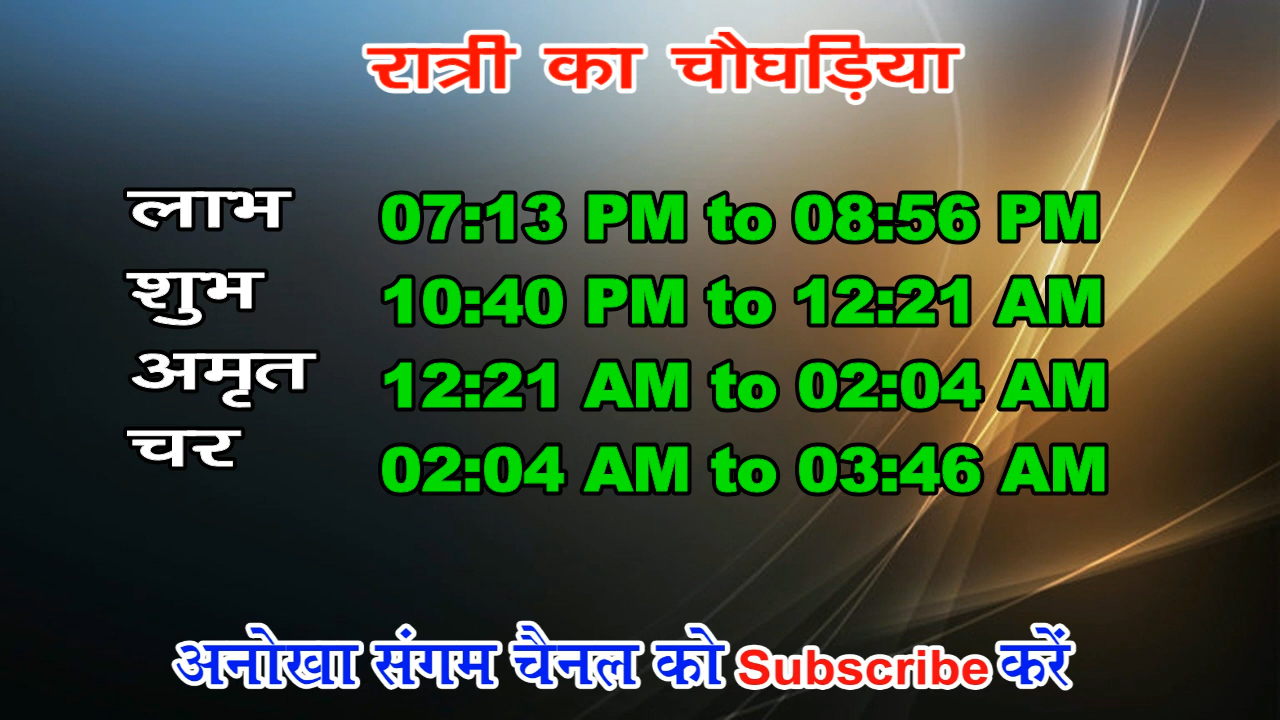 रात्री का चौघड़िया
लाभ 07:13 PM to 08:56 PM
शुभ 10:40 PM to 12:21 AM
अमृत 12:21 AM to 02:04 AM
चर 02:04 AM to 03:46 AM
अनोखा संगम चैनल को Subscribe करें